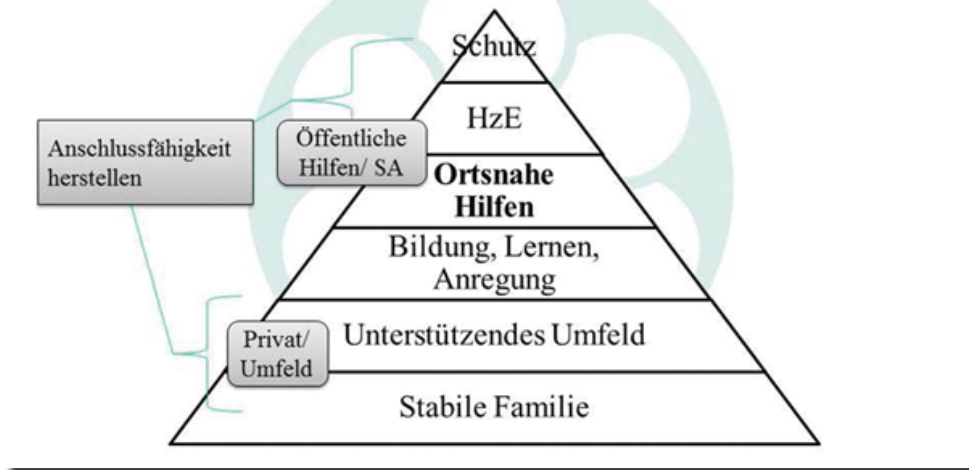 Schutz
HzE
Öffentliche
Hilfen/ SA
Anschlussfähigkeit
herstellen
Ortsnahe
Hilfen
Bildung, Lernen,
Anregung
Privat/
Umfeld
Unterstützendes Umfeld
Stabile Familie